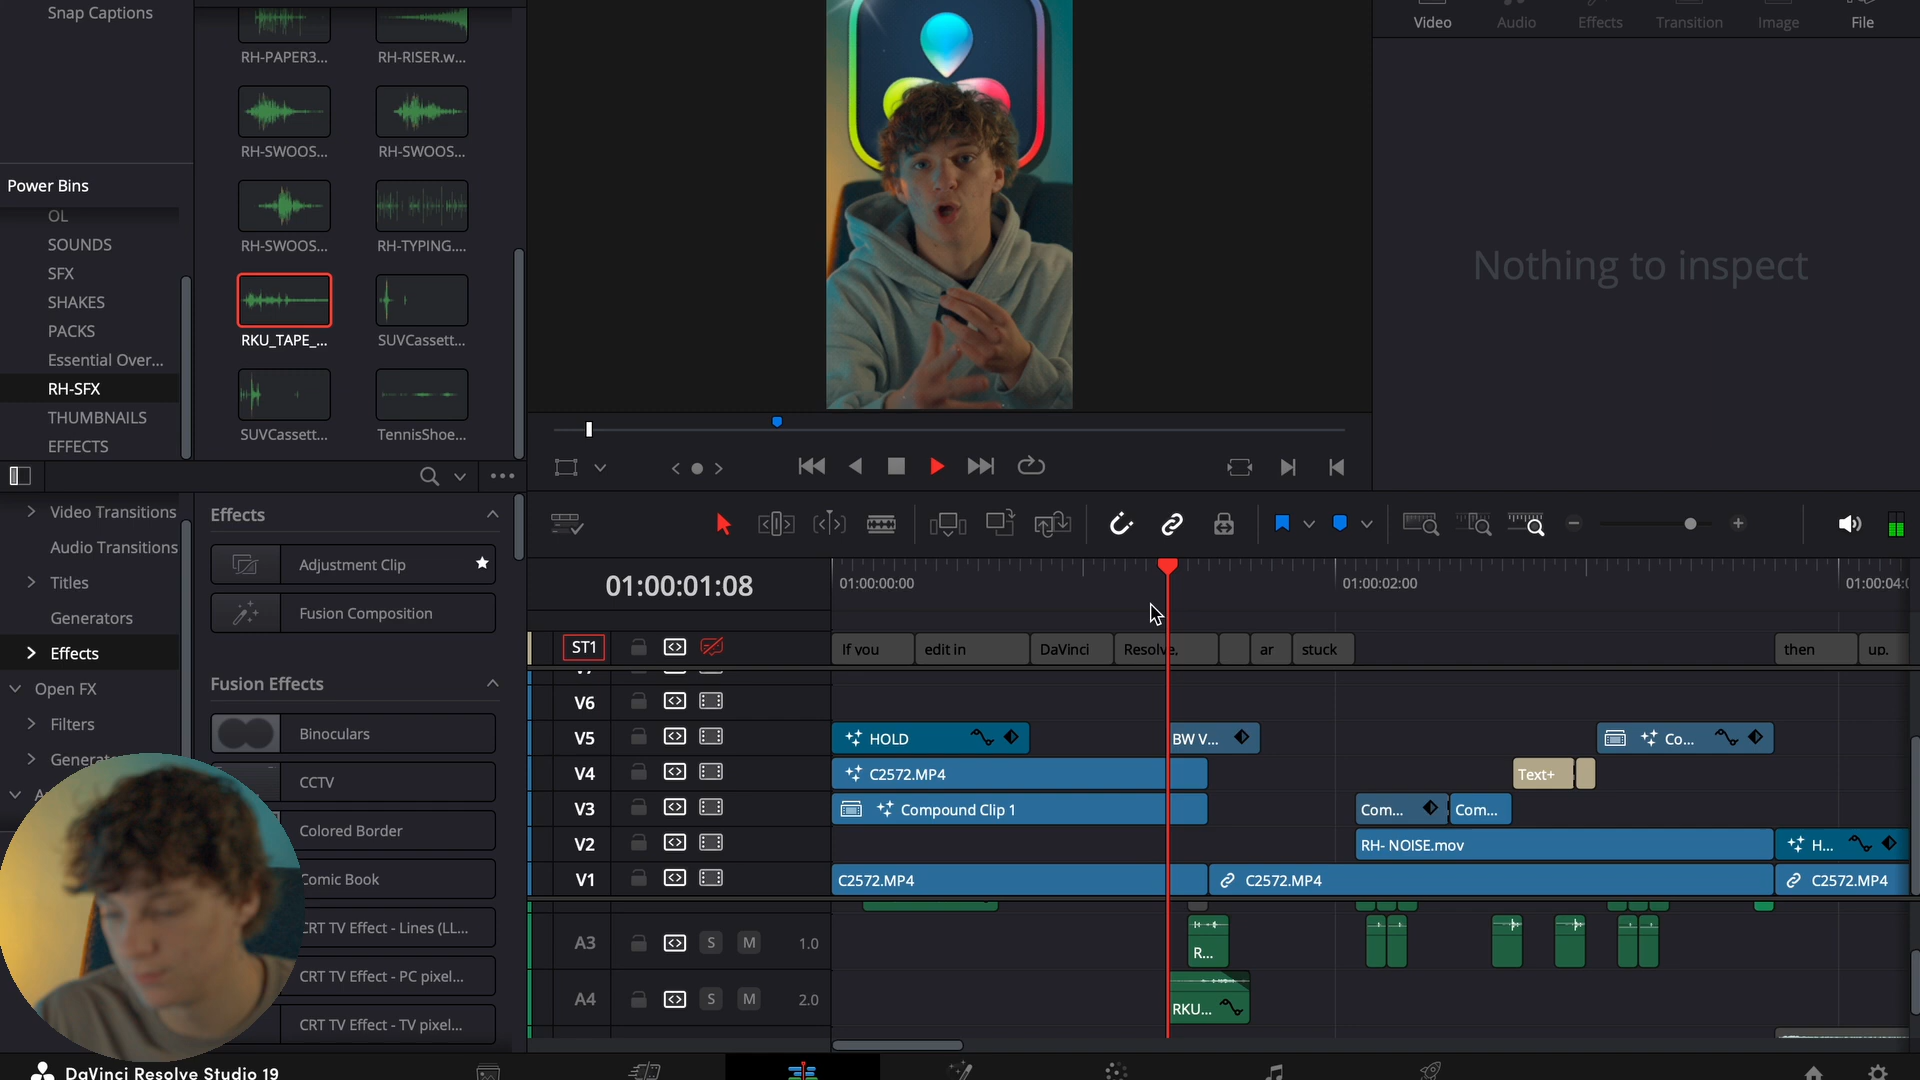 Snap Captions
Power Bins
OL
SOUNDS
SFX
SHAKES
PACKS
Essential Over...
RH-SFX
THUMBNAILS
EFFECTS
RH-PAPER3...
RH-RISER.w...
RH-SWOOS...
RH-SWOOS...
RH-SWOOS...
RH-TYPING....
RKU_TAPE_...
SUVCassett...
SUVCassett...
TennisShoe...
Video
Audio
Effects
Transition
Image
File
Nothing to inspect
Video Transitions
Audio Transitions
Titles
Generators
Effects
Open FX
Filters
Effects
Adjustment Clip
Fusion Composition
Fusion Effects
Binoculars
CCTV
Colored Border
Comic Book
CRT TV Effect - Lines (LL...
CRT TV Effect - PC pixel...
CRT TV Effect - TV pixel...
01:00:01:08
01:00:00:00
01:00:02:00
01:00:04:0
ST1
If you
edit in
DaVinci
Resolve,
ar
stuck
then
up.
V6
V5
HOLD
BW V...
Co...
V4
C2572.MP4
Text+
V3
Compound Clip 1
Com...
Com...
V2
RH- NOISE.mov
H...
V1
C2572.MP4
C2572.MP4
C2572.MP4
A3
S
M
1.0
R...
A4
S
M
2.0
RKU...
DaVinci Resolve Studio 19